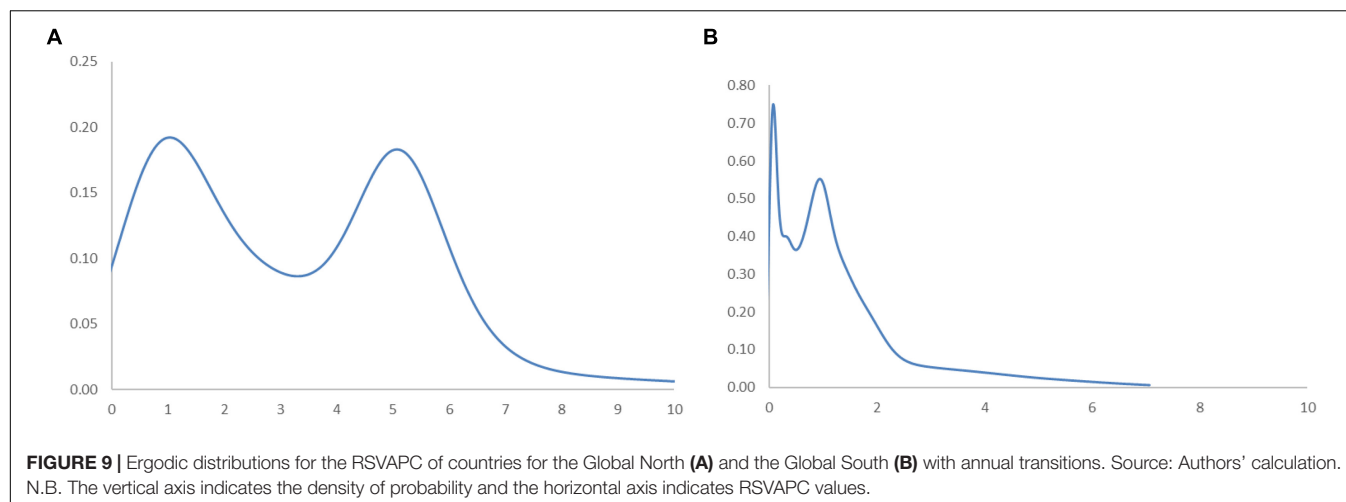 A
0.25
0.20
0.15
0.10
0.05
0.00
0 1 2 3 4 5 6 7 8 9 10
B
0.80
0.70
0.60
0.50
0.40
0.30
0.20
0.10
0.00
0 2 4 6 8 10
FIGURE 9 | Ergodic distributions for the RSVAPC of countries for the Global North (A) and the Global South (B) with annual transitions. Source: Authors' calculation.
N.B. The vertical axis indicates the density of probability and the horizontal axis indicates RSVAPC values.